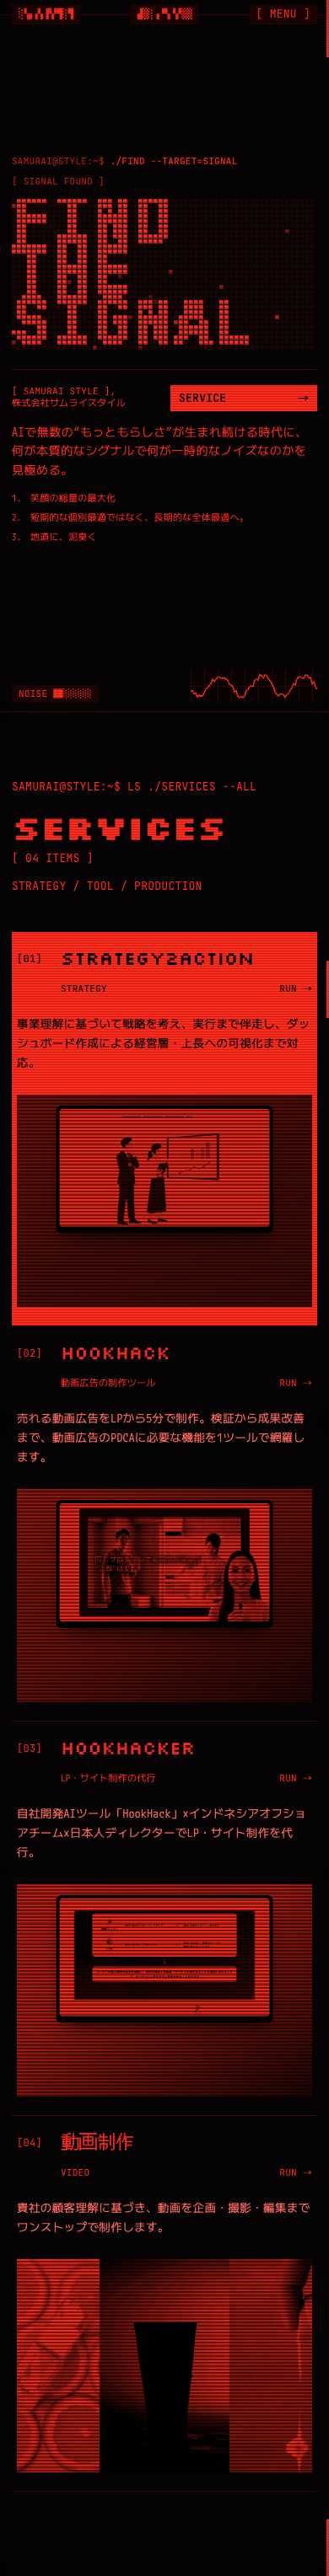 [ MENU ]
SAMURAI@STYLE:~$ ./FIND --TARGET=SIGNAL
[ SIGNAL FOUND ]
FIND
THE
SIGNAL
[ SAMURAI STYLE ],
株式会社サムライスタイル
SERVICE →
AIで無数の“もっともらしさ”が生まれ続ける時代に、
何が本質的なシグナルで何が一時的なノイズなのかを
見極める。
1. 笑顔の総量の最大化
2. 短期的な個別最適ではなく、長期的な全体最適へ。
3. 地道に、泥臭く
NOISE
SAMURAI@STYLE:~$ LS ./SERVICES --ALL
SERVICES
[ 04 ITEMS ]
STRATEGY / TOOL / PRODUCTION
[01] STRATEGY2ACTION
STRATEGY RUN →
事業理解に基づいて戦略を考え、実行まで伴走し、ダッ
シュボード作成による経営層・上長への可視化まで対
応。
[02] HOOKHACK
動画広告の制作ツール RUN →
売れる動画広告をLPから5分で制作。検証から成果改善
まで、動画広告のPDCAに必要な機能を1ツールで網羅し
ます。
[03] HOOKHACKER
LP・サイト制作の代行 RUN →
自社開発AIツール「HookHack」xインドネシアオフショ
アチームx日本人ディレクターでLP・サイト制作を代
行。
[04] 動画制作
VIDEO RUN →
貴社の顧客理解に基づき、動画を企画・撮影・編集まで
ワンストップで制作します。